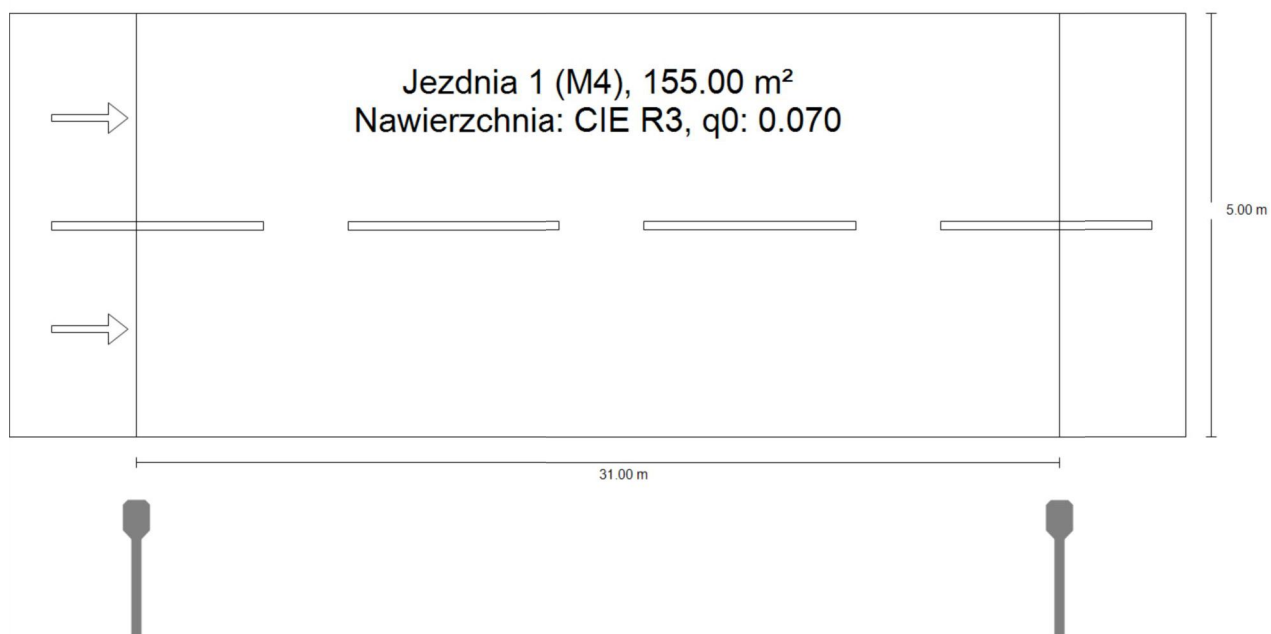 Jezdnia 1 (M4), 155.00 m²
Nawierzchnia: CIE R3, q0: 0.070
5.00 m
31.00 m